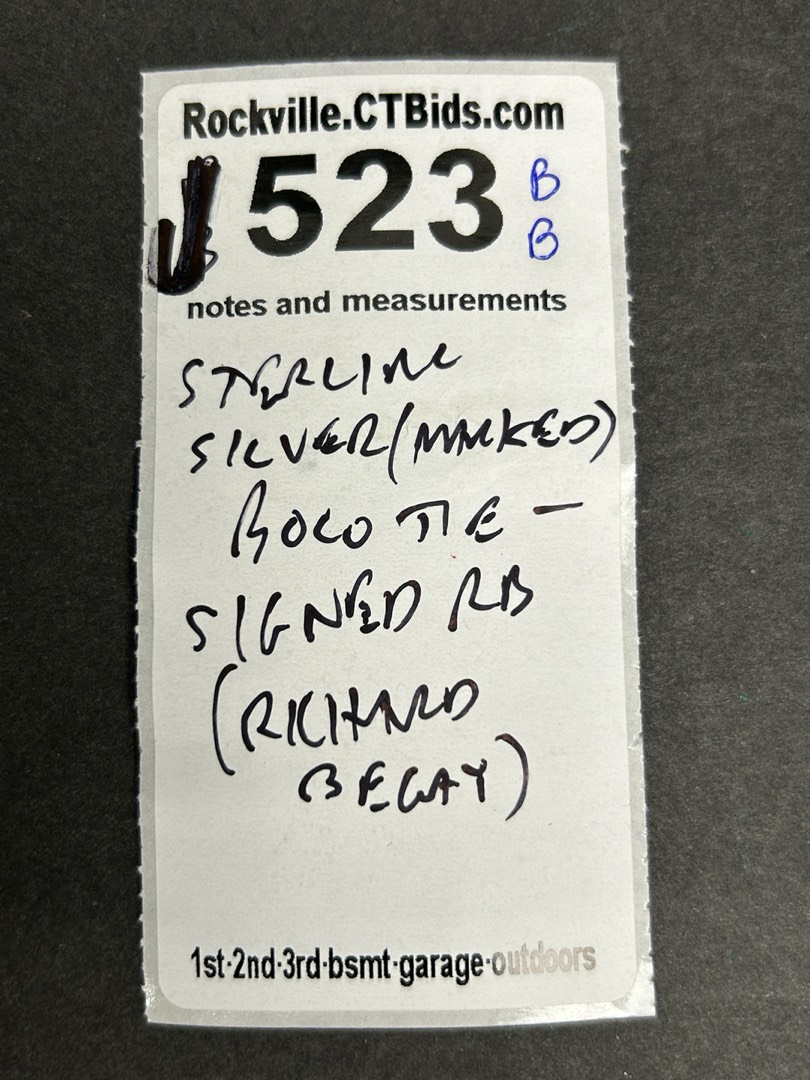 Rockville.CTBids.com
523 B
B
notes and measurements
STERLING
SILVER (MARKED)
BOLO TIE -
SIGNED RB
(RICHARD
BEGAY)
1st·2nd·3rd·bsmt·garage·outdoors